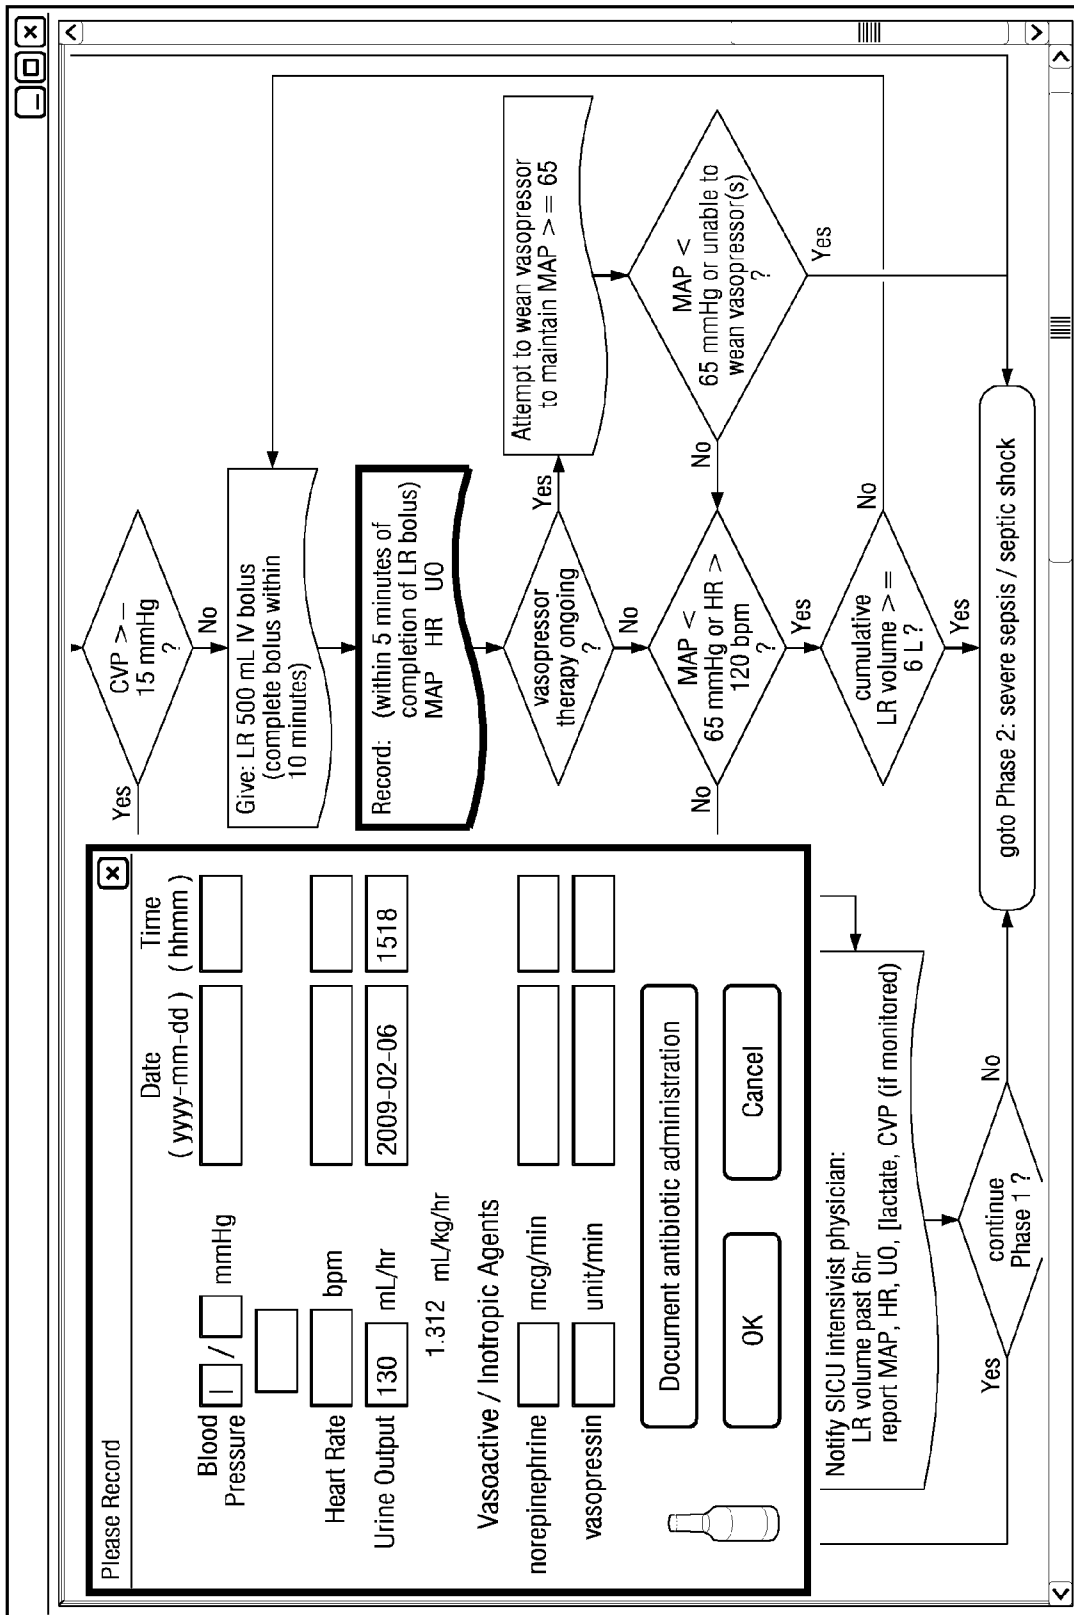 Please Record
Date
( yyyy-mm-dd )
Time
( hhmm )
Blood
Pressure
/
mmHg
Heart Rate
bpm
Urine Output
130
mL/hr
2009-02-06
1518
1.312 mL/kg/hr
Vasoactive / Inotropic Agents
norepinephrine
mcg/min
vasopressin
unit/min
Document antibiotic administration
OK
Cancel
Yes
CVP >–
15 mmHg
?
No
Give: LR 500 mL IV bolus
(complete bolus within
10 minutes)
Record: (within 5 minutes of
completion of LR bolus)
MAP HR UO
vasopressor
therapy ongoing
?
Yes
No
Attempt to wean vasopressor
to maintain MAP >= 65
MAP <
65 mmHg or unable to
wean vasopressor(s)
?
No
Yes
MAP <
65 mmHg or HR >
120 bpm
?
No
Yes
cumulative
LR volume >=
6 L ?
No
Yes
Notify SICU intensivist physician:
LR volume past 6hr
report MAP, HR, UO, [lactate, CVP (if monitored)
continue
Phase 1 ?
Yes
No
goto Phase 2: severe sepsis / septic shock